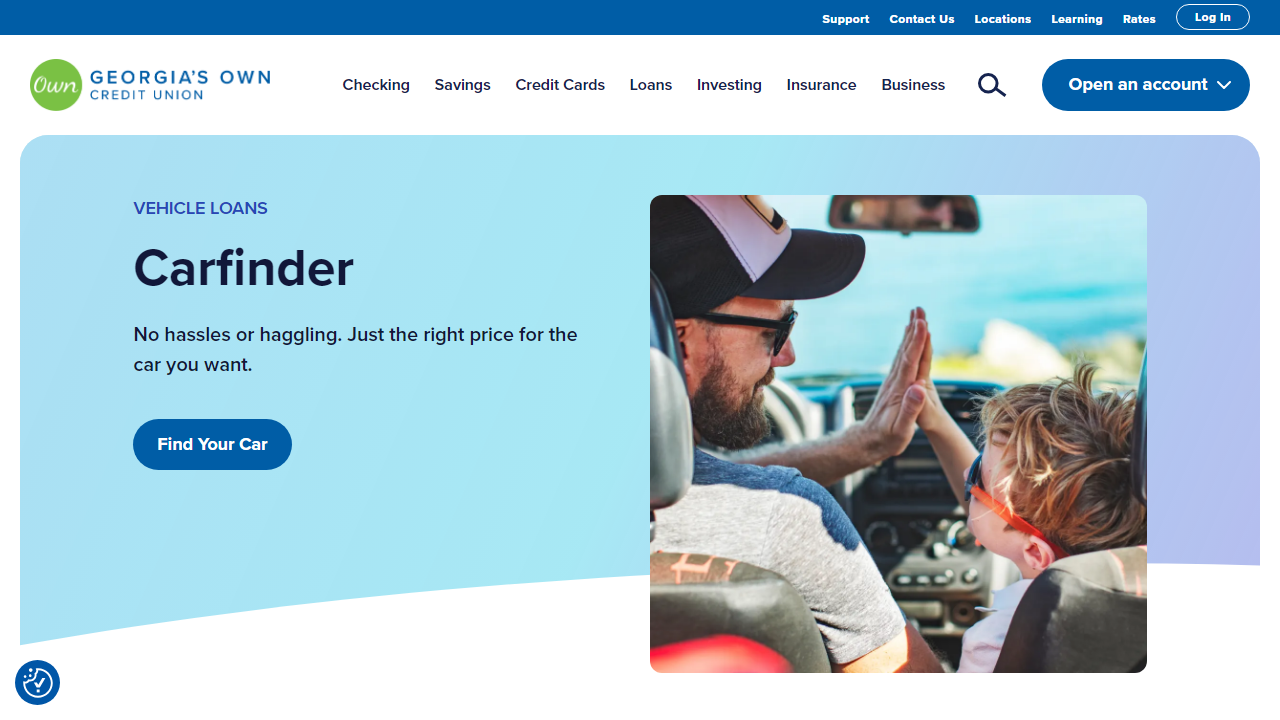 Support Contact Us Locations Learning Rates Log In
Own GEORGIA'S OWN
CREDIT UNION
Checking Savings Credit Cards Loans Investing Insurance Business Open an account
VEHICLE LOANS
Carfinder
No hassles or haggling. Just the right price for the
car you want.
Find Your Car